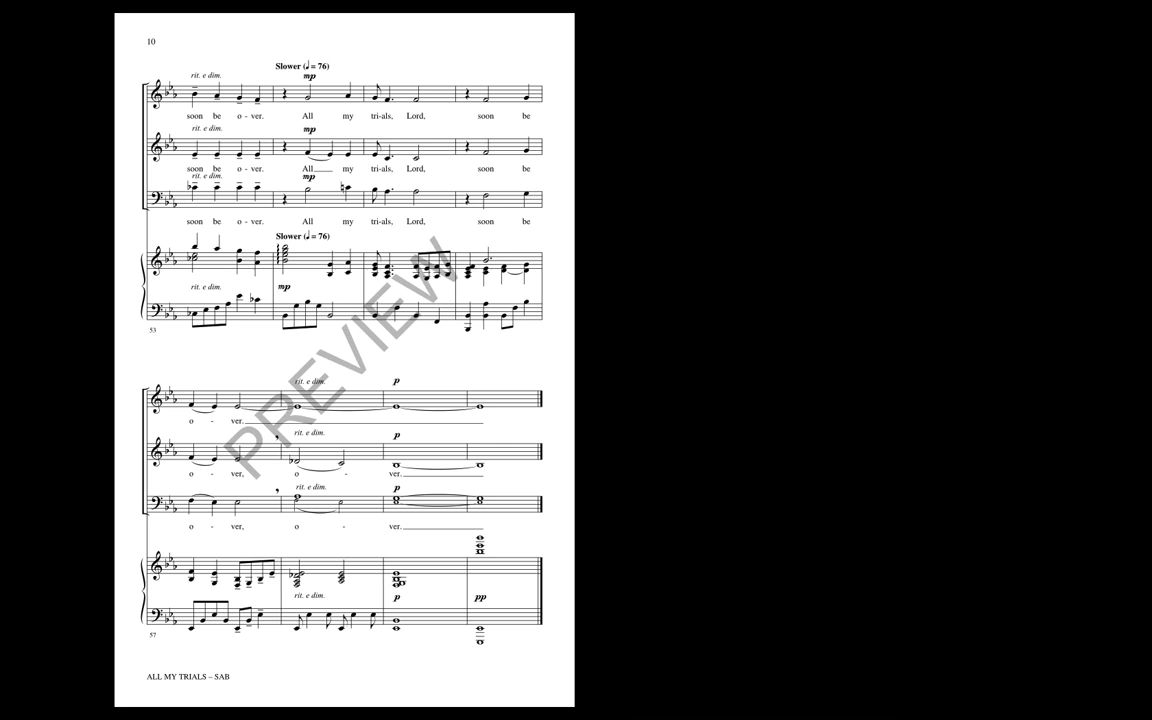 10
Slower (♩= 76)
rit. e dim.
mp
soon be o - ver. All my tri-als, Lord, soon be
rit. e dim.
mp
soon be o - ver. All my tri-als, Lord, soon be
rit. e dim.
mp
soon be o - ver. All my tri-als, Lord, soon be
Slower (♩= 76)
rit. e dim.
mp
53
PREVIEW
rit. e dim.
p
o - ver.
rit. e dim.
p
o - ver, o - ver.
rit. e dim.
p
o - ver, o - ver.
rit. e dim.
p
pp
57
ALL MY TRIALS – SAB